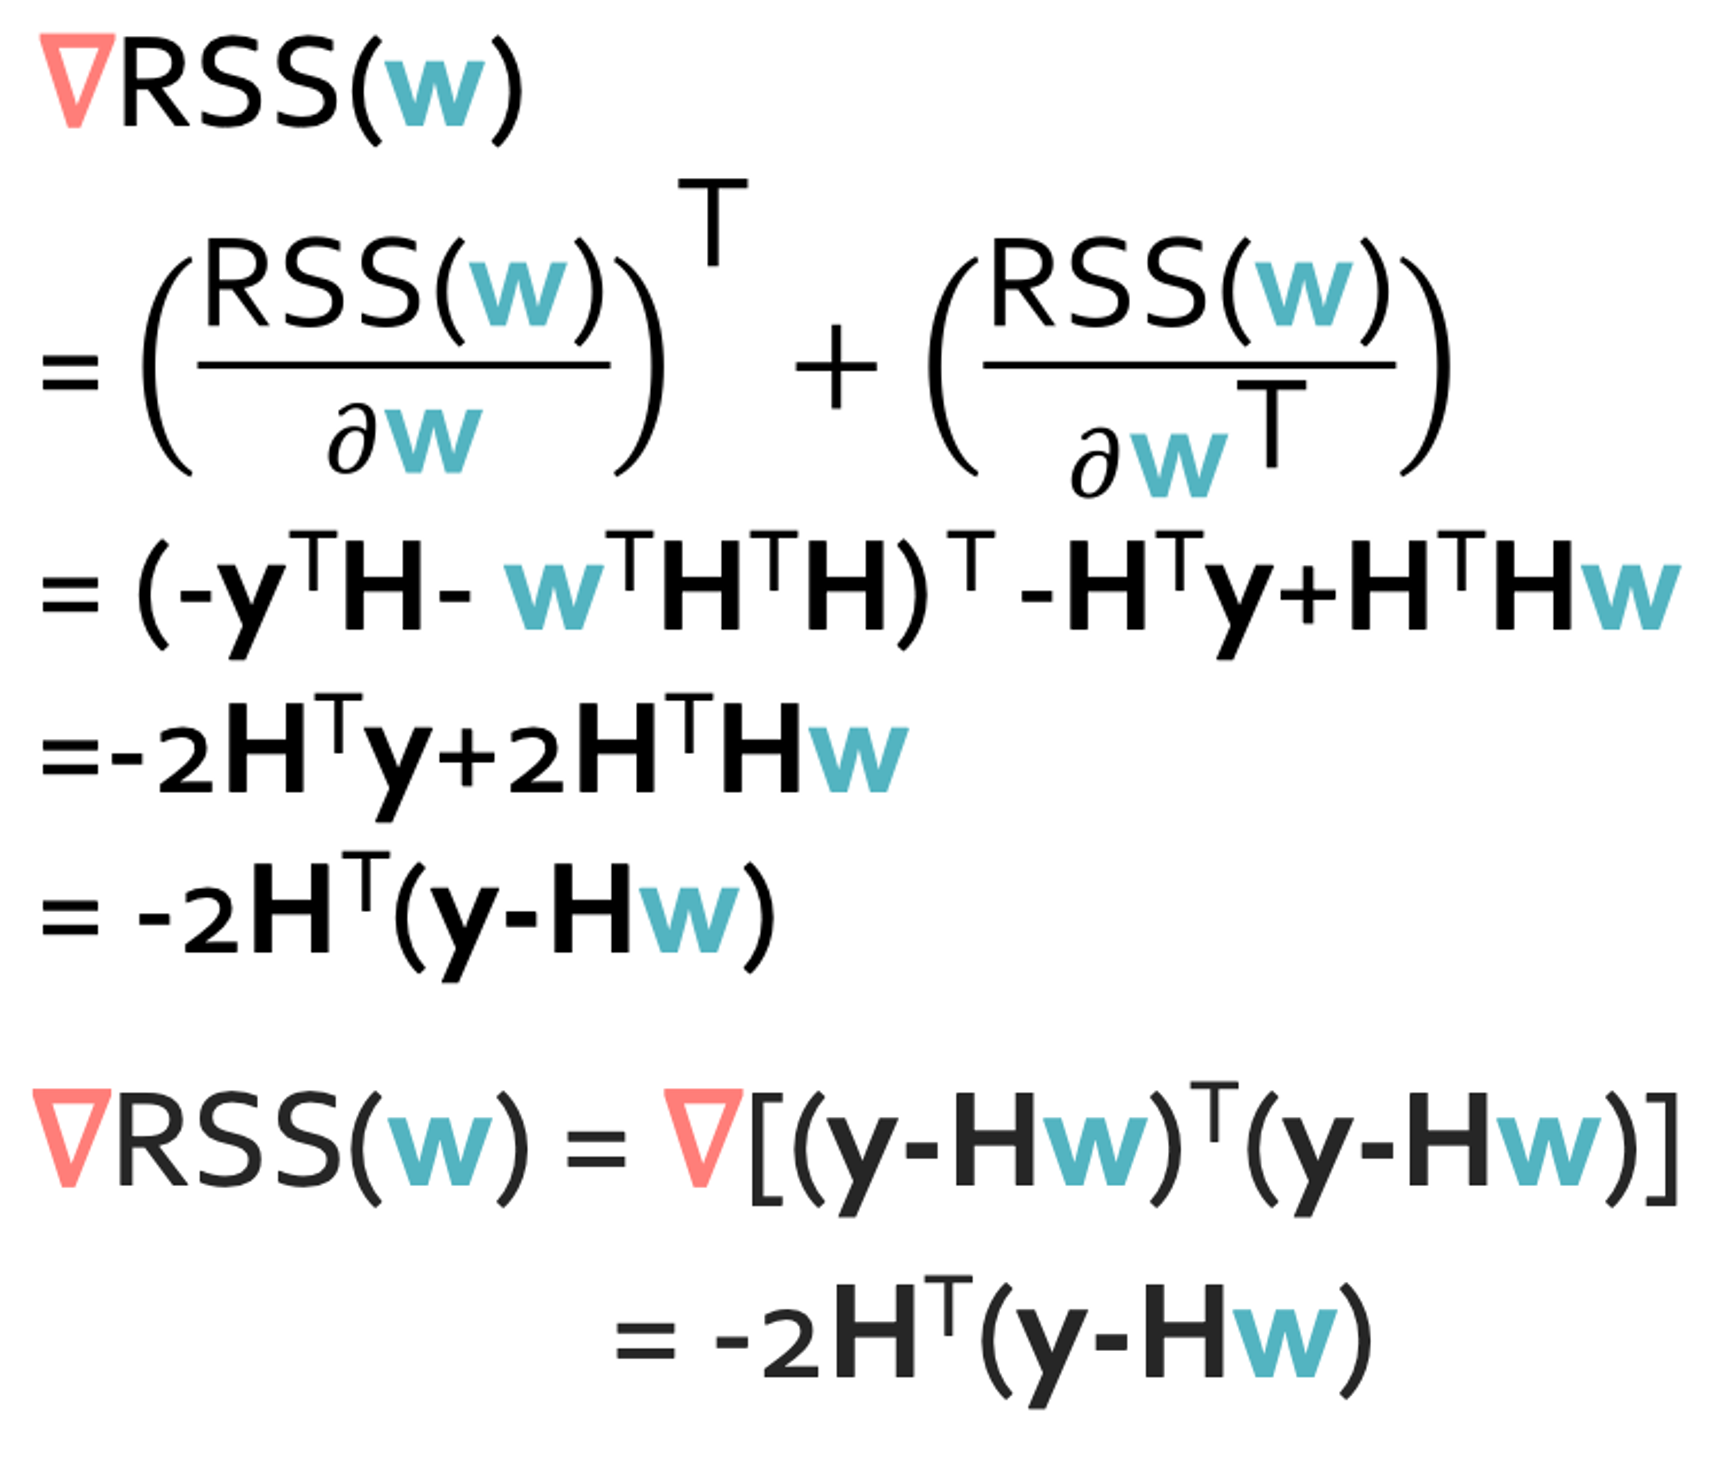 ∇RSS(w)
= (RSS(w)/∂w)ᵀ + (RSS(w)/∂wᵀ)
= (-yᵀH- wᵀHᵀH) ᵀ -Hᵀy+HᵀHw
=-2Hᵀy+2HᵀHw
= -2Hᵀ(y-Hw)
∇RSS(w) = ∇[(y-Hw)ᵀ(y-Hw)]
= -2Hᵀ(y-Hw)